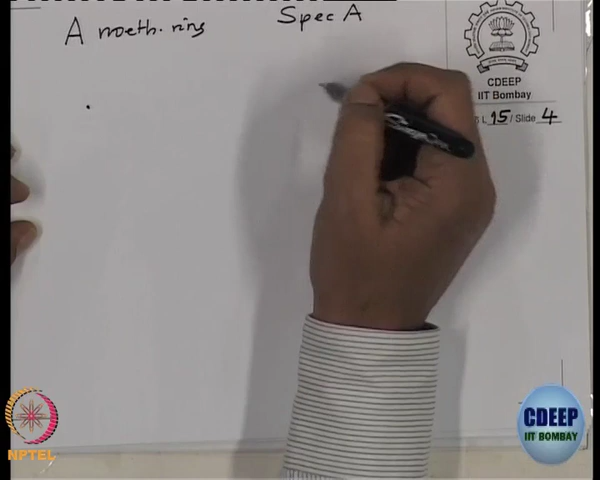 A noeth. ring Spec A
CDEEP
IIT Bombay
L 15 / Slide 4
NPTEL
CDEEP
IIT BOMBAY